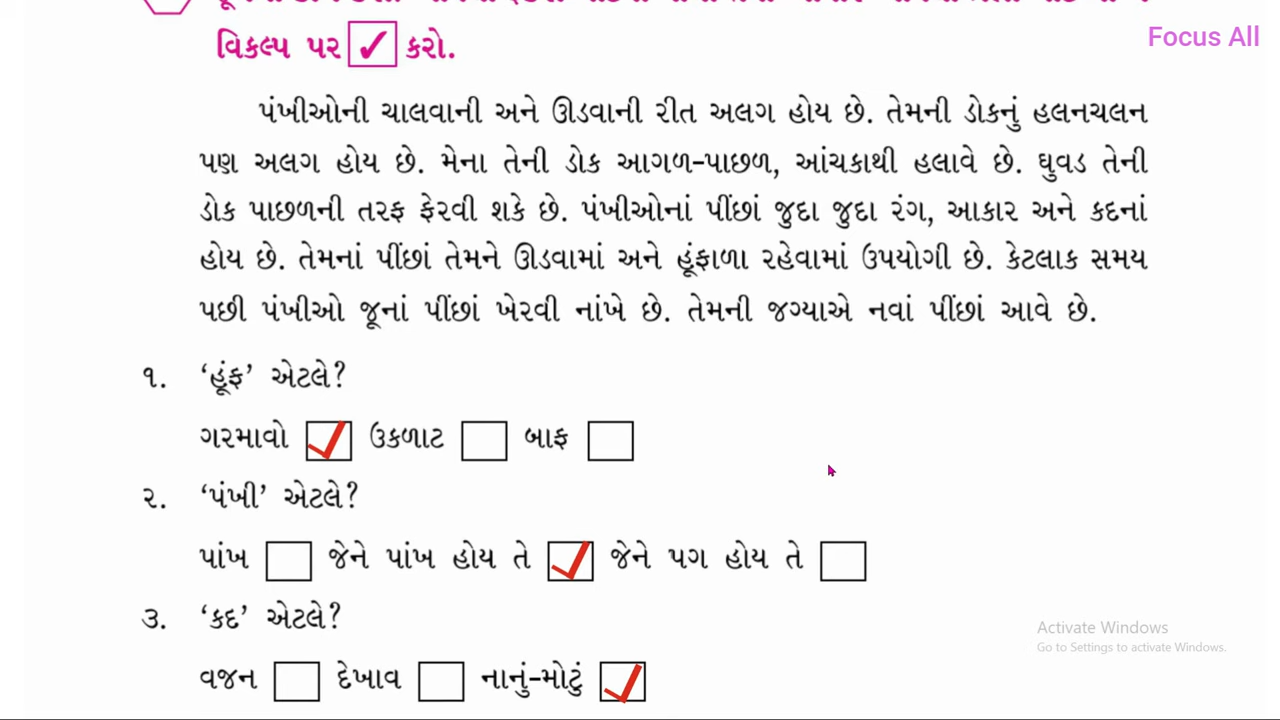 Focus All
વિકલ્પ પર ✓ કરો.
પંખીઓની ચાલવાની અને ઊડવાની રીત અલગ હોય છે. તેમની ડોકનું હલનચલન
પણ અલગ હોય છે. મેના તેની ડોક આગળ-પાછળ, આંચકાથી હલાવે છે. ઘુવડ તેની
ડોક પાછળની તરફ ફેરવી શકે છે. પંખીઓનાં પીંછાં જુદા જુદા રંગ, આકાર અને કદનાં
હોય છે. તેમનાં પીંછાં તેમને ઊડવામાં અને હૂંફાળા રહેવામાં ઉપયોગી છે. કેટલાક સમય
પછી પંખીઓ જૂનાં પીંછાં ખેરવી નાંખે છે. તેમની જગ્યાએ નવાં પીંછાં આવે છે.
૧. ‘હૂંફ’ એટલે?
ગરમાવો ✓ ઉકળાટ બાફ
૨. ‘પંખી’ એટલે?
પાંખ જેને પાંખ હોય તે ✓ જેને પગ હોય તે
૩. ‘કદ’ એટલે?
વજન દેખાવ નાનું-મોટું ✓
Activate Windows
Go to Settings to activate Windows.